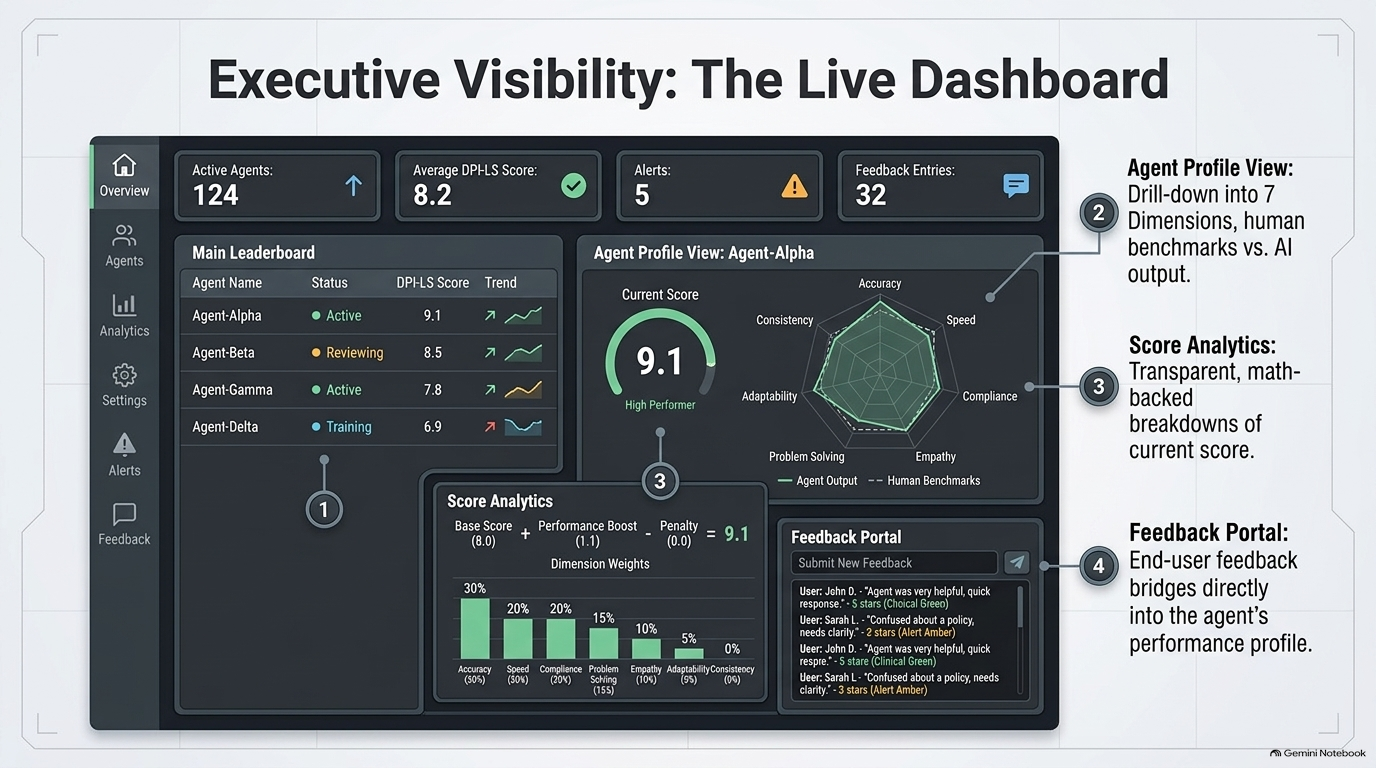 Executive Visibility: The Live Dashboard
Overview
Agents
Analytics
Settings
Alerts
Feedback
Active Agents:
124
Average DPI-LS Score:
8.2
Alerts:
5
Feedback Entries:
32
Main Leaderboard
Agent Name Status DPI-LS Score Trend
Agent-Alpha Active 9.1
Agent-Beta Reviewing 8.5
Agent-Gamma Active 7.8
Agent-Delta Training 6.9
1
Agent Profile View: Agent-Alpha
Current Score
9.1
High Performer
3
Accuracy
Speed
Compliance
Empathy
Problem Solving
Adaptability
Consistency
Agent Output Human Benchmarks
Score Analytics
Base Score + Performance Boost - Penalty = 9.1
(8.0) (1.1) (0.0)
Dimension Weights
30% 20% 20% 15% 10% 5% 0%
Accuracy Speed Complience Problem Empathy Adaptability Consistency
Solving
(30%) (30%) (20%) (15S) (10%) (9%) (0%)
Feedback Portal
Submit New Feedback
User: John D. - "Agent was very helpful, quick
response." - 5 stars (Choical Green)
Ueer: Sarah L. - "Confused about a policy,
needs clarity." - 2 stars (Alert Amber)
User: John D. - "Agent was very helpful, quick
respre." - 5 stare (Clinical Green)
User: Sarah L - "Confused about a policy, needs
clarity." - 3 stars (Alert Amber)
2
Agent Profile View:
Drill-down into 7
Dimensions, human
benchmarks vs. AI
output.
3
Score Analytics:
Transparent, math-
backed
breakdowns of
current score.
4
Feedback Portal:
End-user feedback
bridges directly
into the agent's
performance profile.
Gemini Notebook